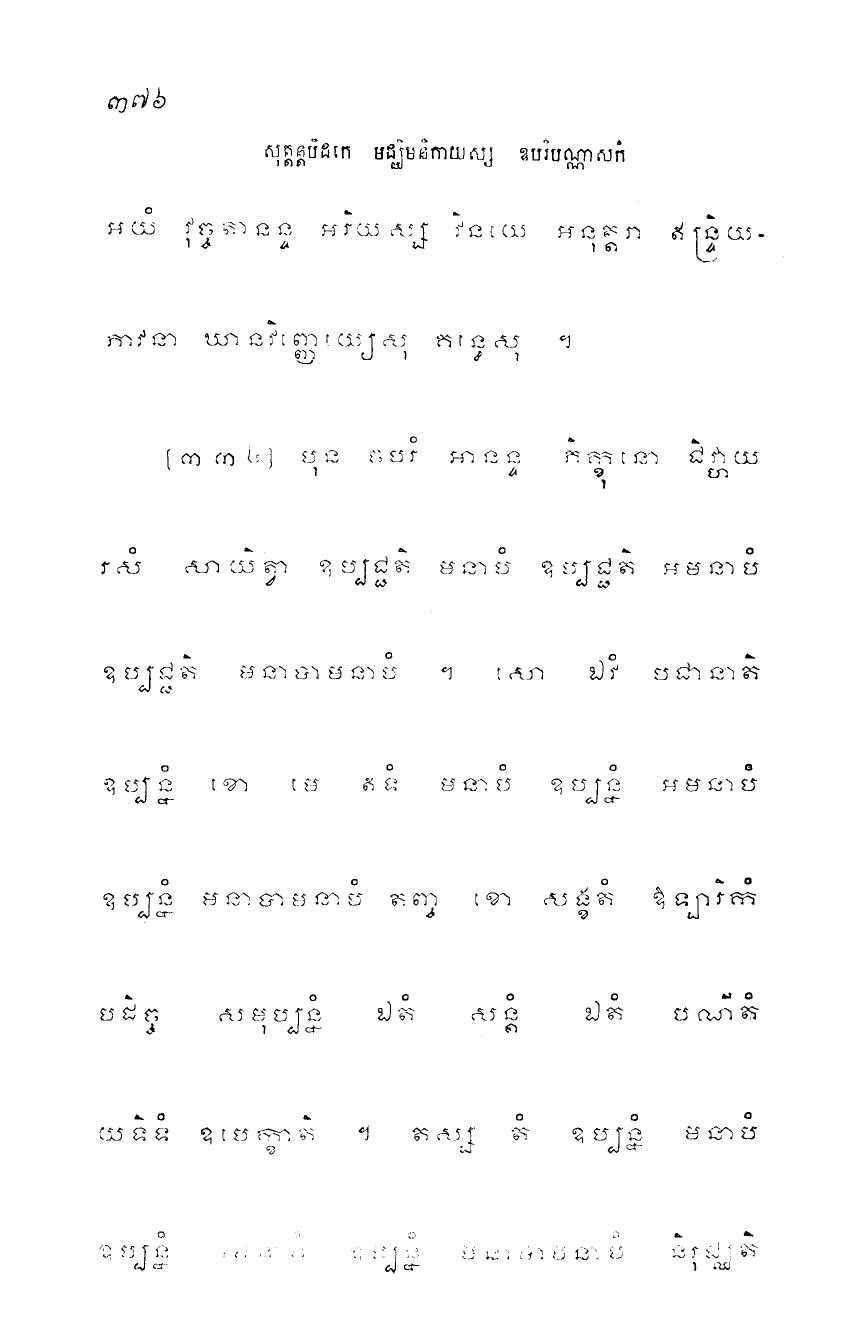 ៣៧៦
សុត្តន្តបិដកេ មជ្ឈិមនិកាយស្ស ឧបរិបណ្ណាសកំ
អយំ វុច្ចតានន្ទ អរិយស្ស វិនយេ អនុត្តរា ឥន្ទ្រិយ-
ភាវនា ឃានវិញ្ញេយ្យេសុ គន្ធេសុ ។
[៣៣៤] បុន ចបរំ អានន្ទ ភិក្ខុនោ ជិវ្ហាយ
រសំ សាយិត្វា ឧប្បជ្ជតិ មនាបំ ឧប្បជ្ជតិ អមនាបំ
ឧប្បជ្ជតិ មនាបាមនាបំ ។ សោ ឯវំ បជានាតិ
ឧប្បន្នំ ខោ មេ ឥទំ មនាបំ ឧប្បន្នំ អមនាបំ
ឧប្បន្នំ មនាបាមនាបំ តញ្ច ខោ សង្ខតំ ឱឡារិកំ
បដិច្ច សមុប្បន្នំ ឯតំ សន្តំ ឯតំ បណីតំ
យទិទំ ឧបេក្ខាតិ ។ តស្ស តំ ឧប្បន្នំ មនាបំ
ឧប្បន្នំ អមនាបំ ឧប្បន្នំ មនាបាមនាបំ និរុជ្ឈតិ